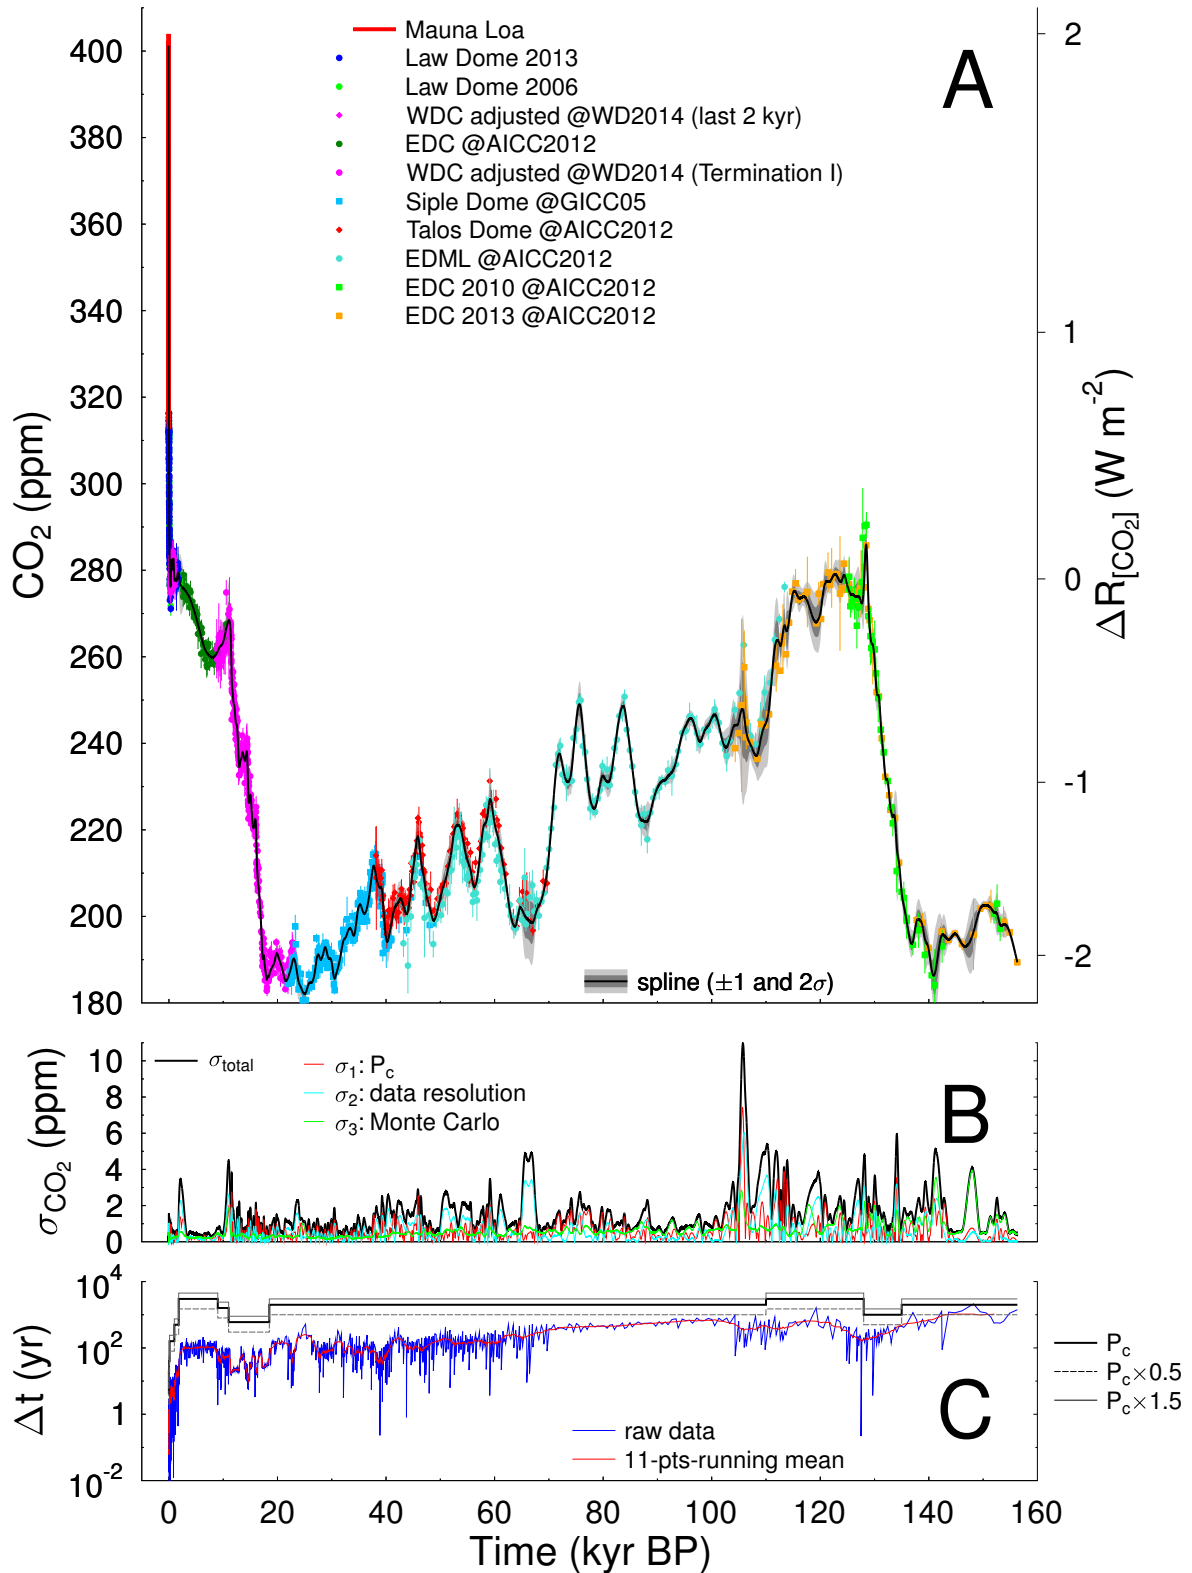 Mauna Loa
Law Dome 2013
Law Dome 2006
WDC adjusted @WD2014 (last 2 kyr)
EDC @AICC2012
WDC adjusted @WD2014 (Termination I)
Siple Dome @GICC05
Talos Dome @AICC2012
EDML @AICC2012
EDC 2010 @AICC2012
EDC 2013 @AICC2012
A
CO₂ (ppm)
400
380
360
340
320
300
280
260
240
220
200
180
2
1
0
-1
-2
ΔR[CO₂] (W m⁻²)
spline (±1 and 2σ)
σCO₂ (ppm)
10
8
6
4
2
0
σtotal
σ₁: Pc
σ₂: data resolution
σ₃: Monte Carlo
B
Δt (yr)
10⁴
10²
1
10⁻²
C
raw data
11-pts-running mean
Pc
Pc×0.5
Pc×1.5
0 20 40 60 80 100 120 140 160
Time (kyr BP)